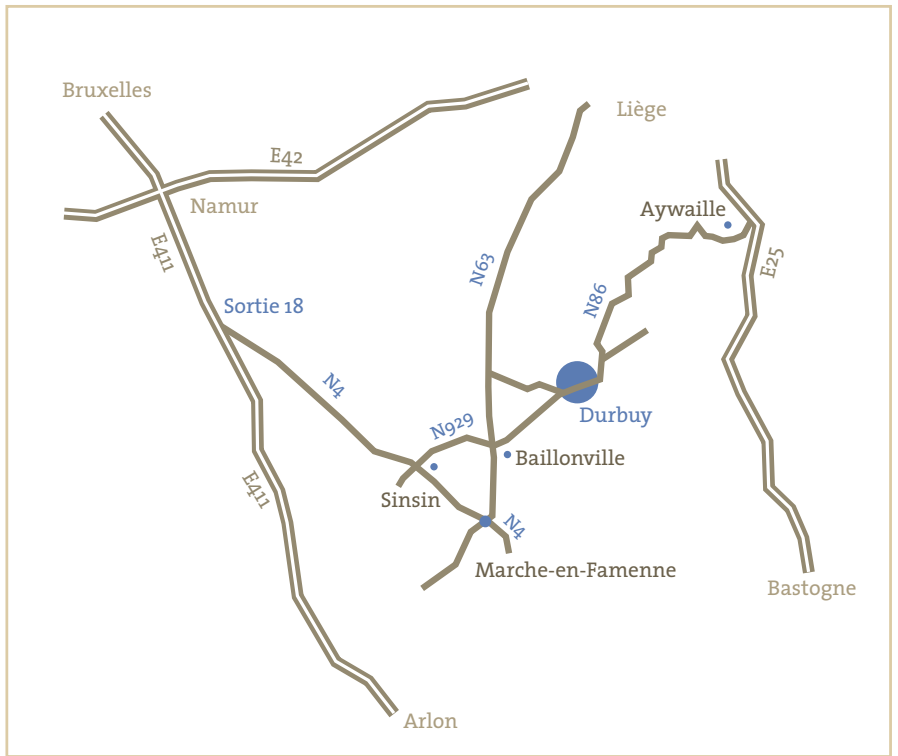 Bruxelles
Liège
E42
Namur
Aywaille
E411
E25
N63
N86
Sortie 18
N4
Durbuy
N929
Baillonville
Sinsin
E411
N4
Marche-en-Famenne
Bastogne
Arlon